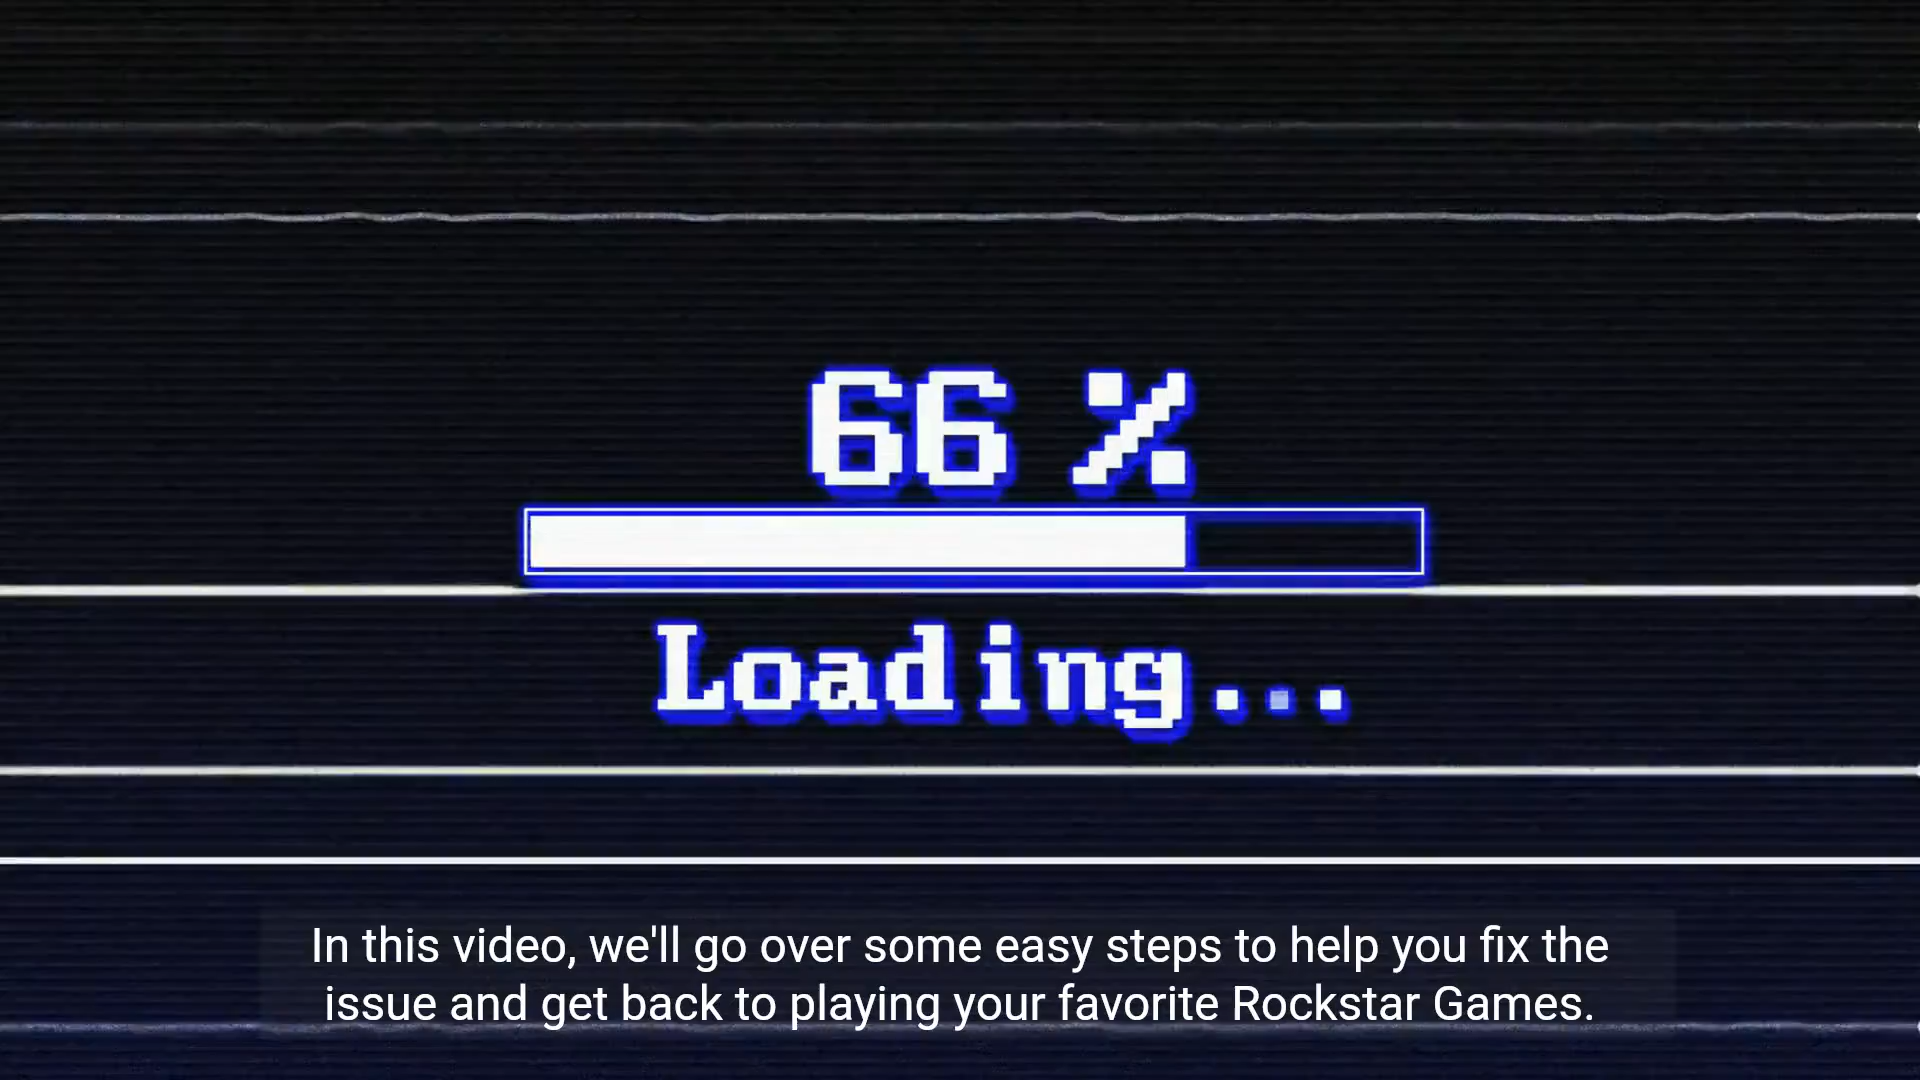 66 %
Loading...
In this video, we'll go over some easy steps to help you fix the
issue and get back to playing your favorite Rockstar Games.